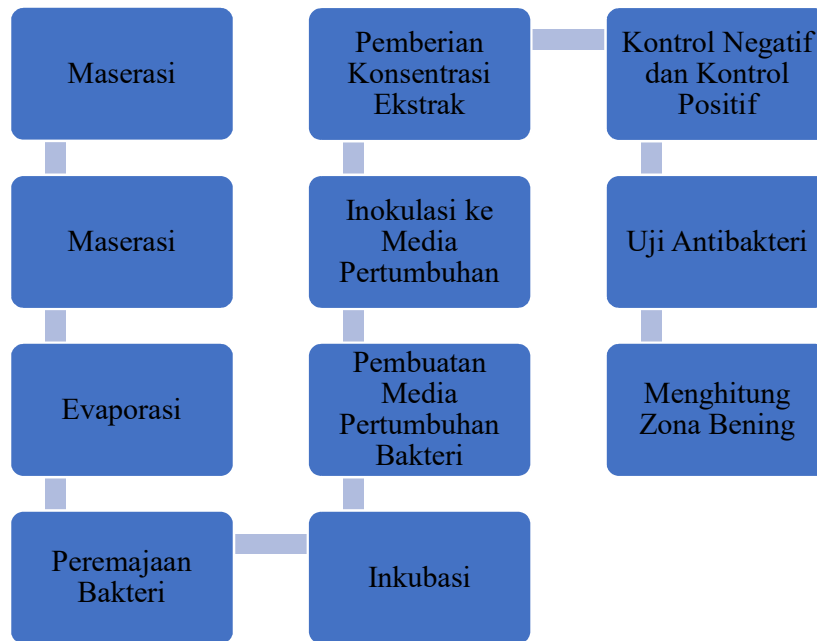 Maserasi
Maserasi
Evaporasi
Peremajaan
Bakteri
Inkubasi
Pembuatan
Media
Pertumbuhan
Bakteri
Inokulasi ke
Media
Pertumbuhan
Pemberian
Konsentrasi
Ekstrak
Kontrol Negatif
dan Kontrol
Positif
Uji Antibakteri
Menghitung
Zona Bening